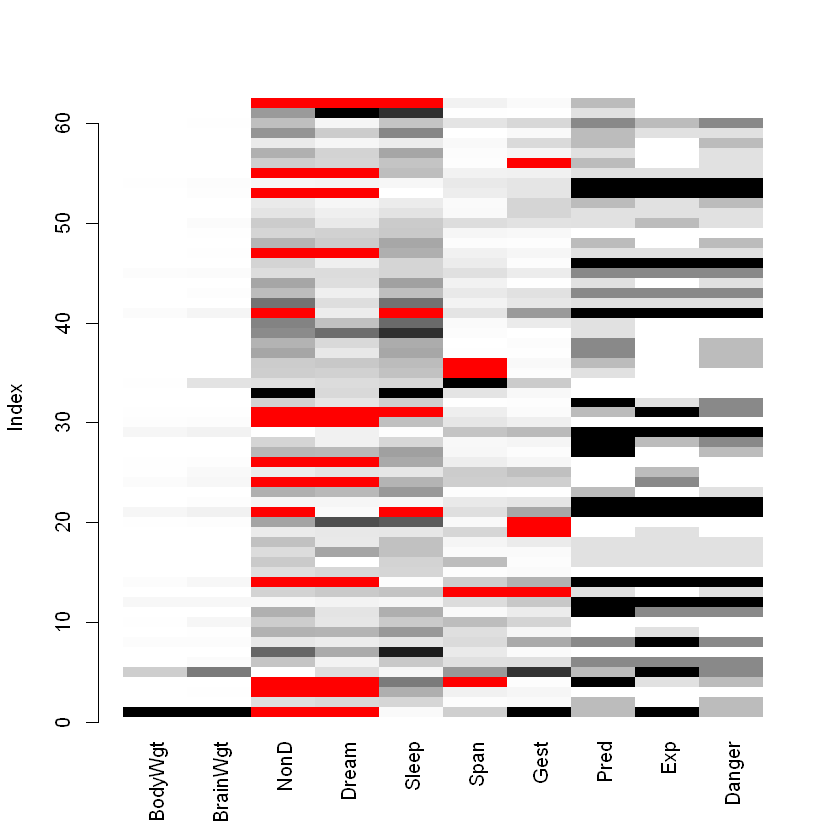 60
50
40
30
20
10
0
Index
BodyWgt
BrainWgt
NonD
Dream
Sleep
Span
Gest
Pred
Exp
Danger